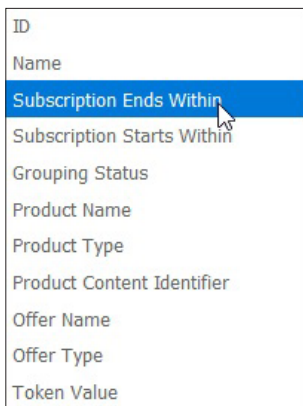 ID
Name
Subscription Ends Within
Subscription Starts Within
Grouping Status
Product Name
Product Type
Product Content Identifier
Offer Name
Offer Type
Token Value